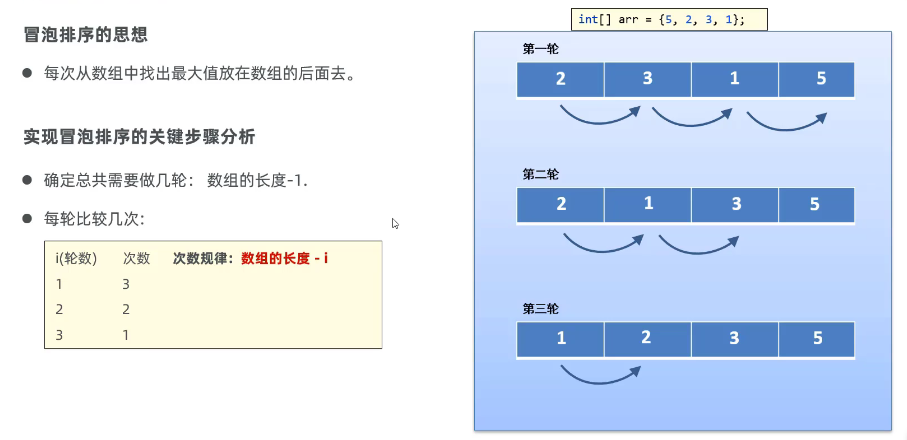 冒泡排序的思想
每次从数组中找出最大值放在数组的后面去。
实现冒泡排序的关键步骤分析
确定总共需要做几轮: 数组的长度-1.
每轮比较几次:
i(轮数) 次数 次数规律: 数组的长度 - i
1 3
2 2
3 1
int[] arr = {5, 2, 3, 1};
第一轮
2 3 1 5
第二轮
2 1 3 5
第三轮
1 2 3 5